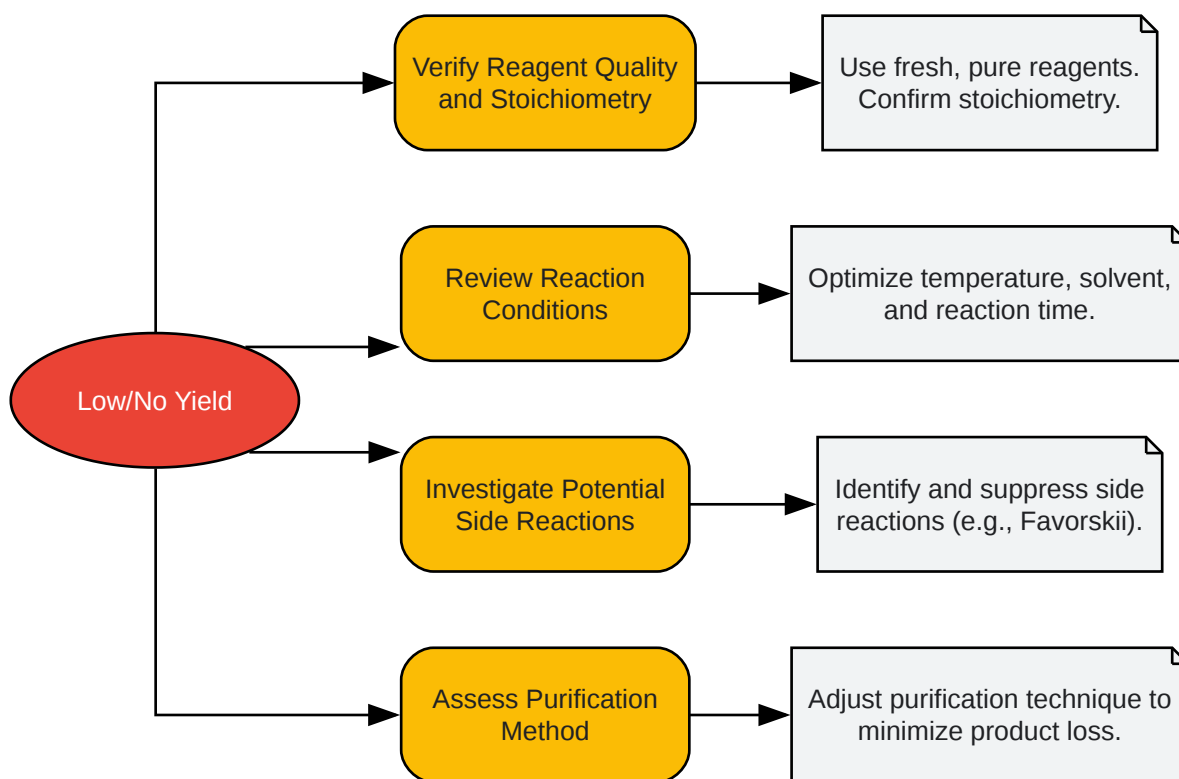 Verify Reagent Quality
and Stoichiometry
Use fresh, pure reagents.
Confirm stoichiometry.
Review Reaction
Conditions
Optimize temperature, solvent,
and reaction time.
Low/No Yield
Investigate Potential
Side Reactions
Identify and suppress side
reactions (e.g., Favorskii).
Assess Purification
Method
Adjust purification technique to
minimize product loss.